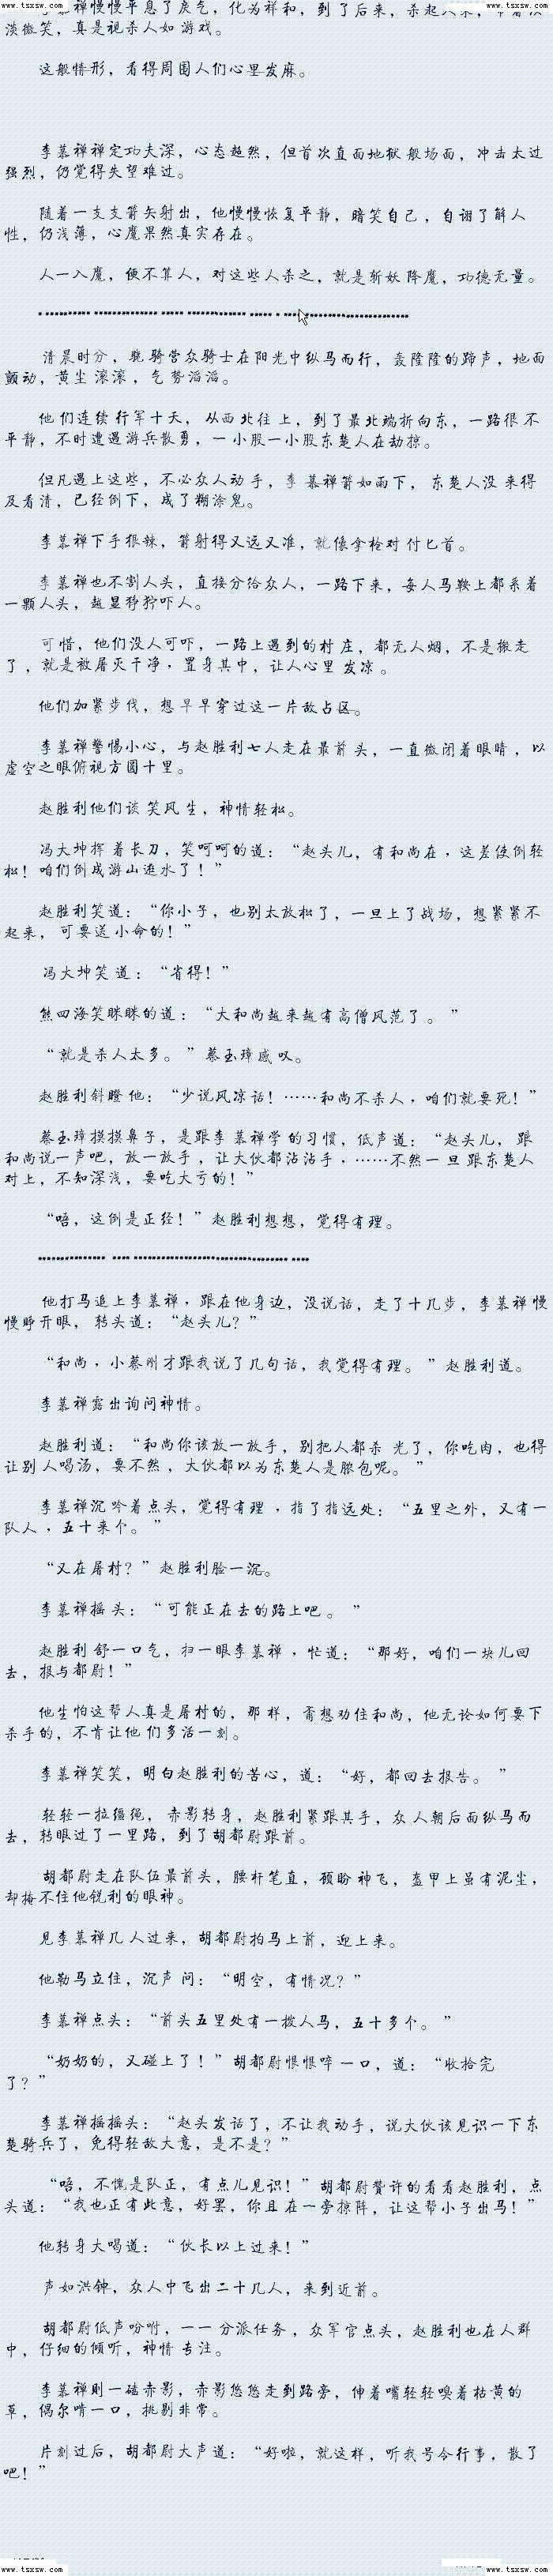 www.tsxsw.com www.tsxsw.com
李慕禅慢慢平息了戾气，化为祥和，到了后来，杀起人来，带着淡
淡微笑，真是视杀人如游戏。
这般情形，看得周围人们心里发麻。
李慕禅禅定功夫深，心态超然，但首次直面地狱般场面，冲击太过
强烈，仍觉得失望难过。
随着一支支箭矢射出，他慢慢恢复平静，暗笑自己，自诩了解人
性，仍浅薄，心魔果然真实存在。
人一入魔，便不算人，对这些人杀之，就是斩妖降魔，功德无量。
清晨时分，骁骑营众骑士在阳光中纵马而行，轰隆隆的蹄声，地面
颤动，黄尘滚滚，气势滔滔。
他们连续行军十天，从西北往上，到了最北端折向东，一路很不
平静，不时遭遇游兵散勇，一小股一小股东楚人在劫掠。
但凡遇上这些，不必众人动手，李慕禅箭如雨下，东楚人没来得
及看清，已经倒下，成了糊涂鬼。
李慕禅下手狠辣，箭射得又远又准，就像拿枪对付匕首。
李慕禅也不割人头，直接分给众人，一路下来，每人马鞍上都系着
一颗人头，越显狰狞吓人。
可惜，他们没人可吓，一路上遇到的村庄，都无人烟，不是搬走
了，就是被屠灭干净，置身其中，让人心里发凉。
他们加紧步伐，想早早穿过这一片敌占区。
李慕禅警惕小心，与赵胜利七人走在最前头，一直微闭着眼睛，以
虚空之眼俯视方圆十里。
赵胜利他们谈笑风生，神情轻松。
冯大坤挥着长刀，笑呵呵的道：“赵头儿，有和尚在，这差使倒轻
松！咱们倒成游山逛水了！”
赵胜利笑道：“你小子，也别太放松了，一旦上了战场，想紧紧不
起来，可要送小命的！”
冯大坤笑道：“省得！”
熊四海笑眯眯的道：“大和尚越来越有高僧风范了。”
“就是杀人太多。”蔡玉璋感叹。
赵胜利斜瞪他：“少说风凉话！……和尚不杀人，咱们就要死！”
蔡玉璋摸摸鼻子，是跟李慕禅学的习惯，低声道：“赵头儿，跟
和尚说一声吧，放一放手，让大伙都沾沾手，……不然一旦跟东楚人
对上，不知深浅，要吃大亏的！”
“唔，这倒是正经！”赵胜利想想，觉得有理。
他打马追上李慕禅，跟在他身边，没说话，走了十几步，李慕禅慢
慢睁开眼，转头道：“赵头儿？”
“和尚，小蔡刚才跟我说了几句话，我觉得有理。”赵胜利道。
李慕禅露出询问神情。
赵胜利道：“和尚你该放一放手，别把人都杀光了，你吃肉，也得
让别人喝汤，要不然，大伙都以为东楚人是脓包呢。”
李慕禅沉吟着点头，觉得有理，指了指远处：“五里之外，又有一
队人，五十来个。”
“又在屠村？”赵胜利脸一沉。
李慕禅摇头：“可能正在去的路上吧。”
赵胜利舒一口气，扫一眼李慕禅，忙道：“那好，咱们一块儿回
去，报与都尉！”
他生怕这帮人真是屠村的，那样，甭想劝住和尚，他无论如何要下
杀手的，不肯让他们多活一刻。
李慕禅笑笑，明白赵胜利的苦心，道：“好，都回去报告。”
轻轻一拉缰绳，赤影转身，赵胜利紧跟其手，众人朝后面纵马而
去，转眼过了一里路，到了胡都尉跟前。
胡都尉走在队伍最前头，腰杆笔直，顾盼神飞，盔甲上虽有泥尘，
却掩不住他锐利的眼神。
见李慕禅几人过来，胡都尉拍马上前，迎上来。
他勒马立住，沉声问：“明空，有情况？”
李慕禅点头：“前头五里处有一拨人马，五十多个。”
“奶奶的，又碰上了！”胡都尉恨恨啐一口，道：“收拾完
了？”
李慕禅摇摇头：“赵头发话了，不让我动手，说大伙该见识一下东
楚骑兵了，免得轻敌大意，是不是？”
“唔，不愧是队正，有点儿见识！”胡都尉赞许的看看赵胜利，点
头道：“我也正有此意，好罢，你且在一旁掠阵，让这帮小子出马！”
他转身大喝道：“伙长以上过来！”
声如洪钟，众人中飞出二十几人，来到近前。
胡都尉低声吩咐，一一分派任务，众军官点头，赵胜利也在人群
中，仔细的倾听，神情专注。
李慕禅则一磕赤影，赤影悠悠走到路旁，伸着嘴轻轻嗅着枯黄的
草，偶尔啃一口，挑剔非常。
片刻过后，胡都尉大声道：“好啦，就这样，听我号令行事，散了
吧！”
www.tsxsw.com www.tsxsw.com